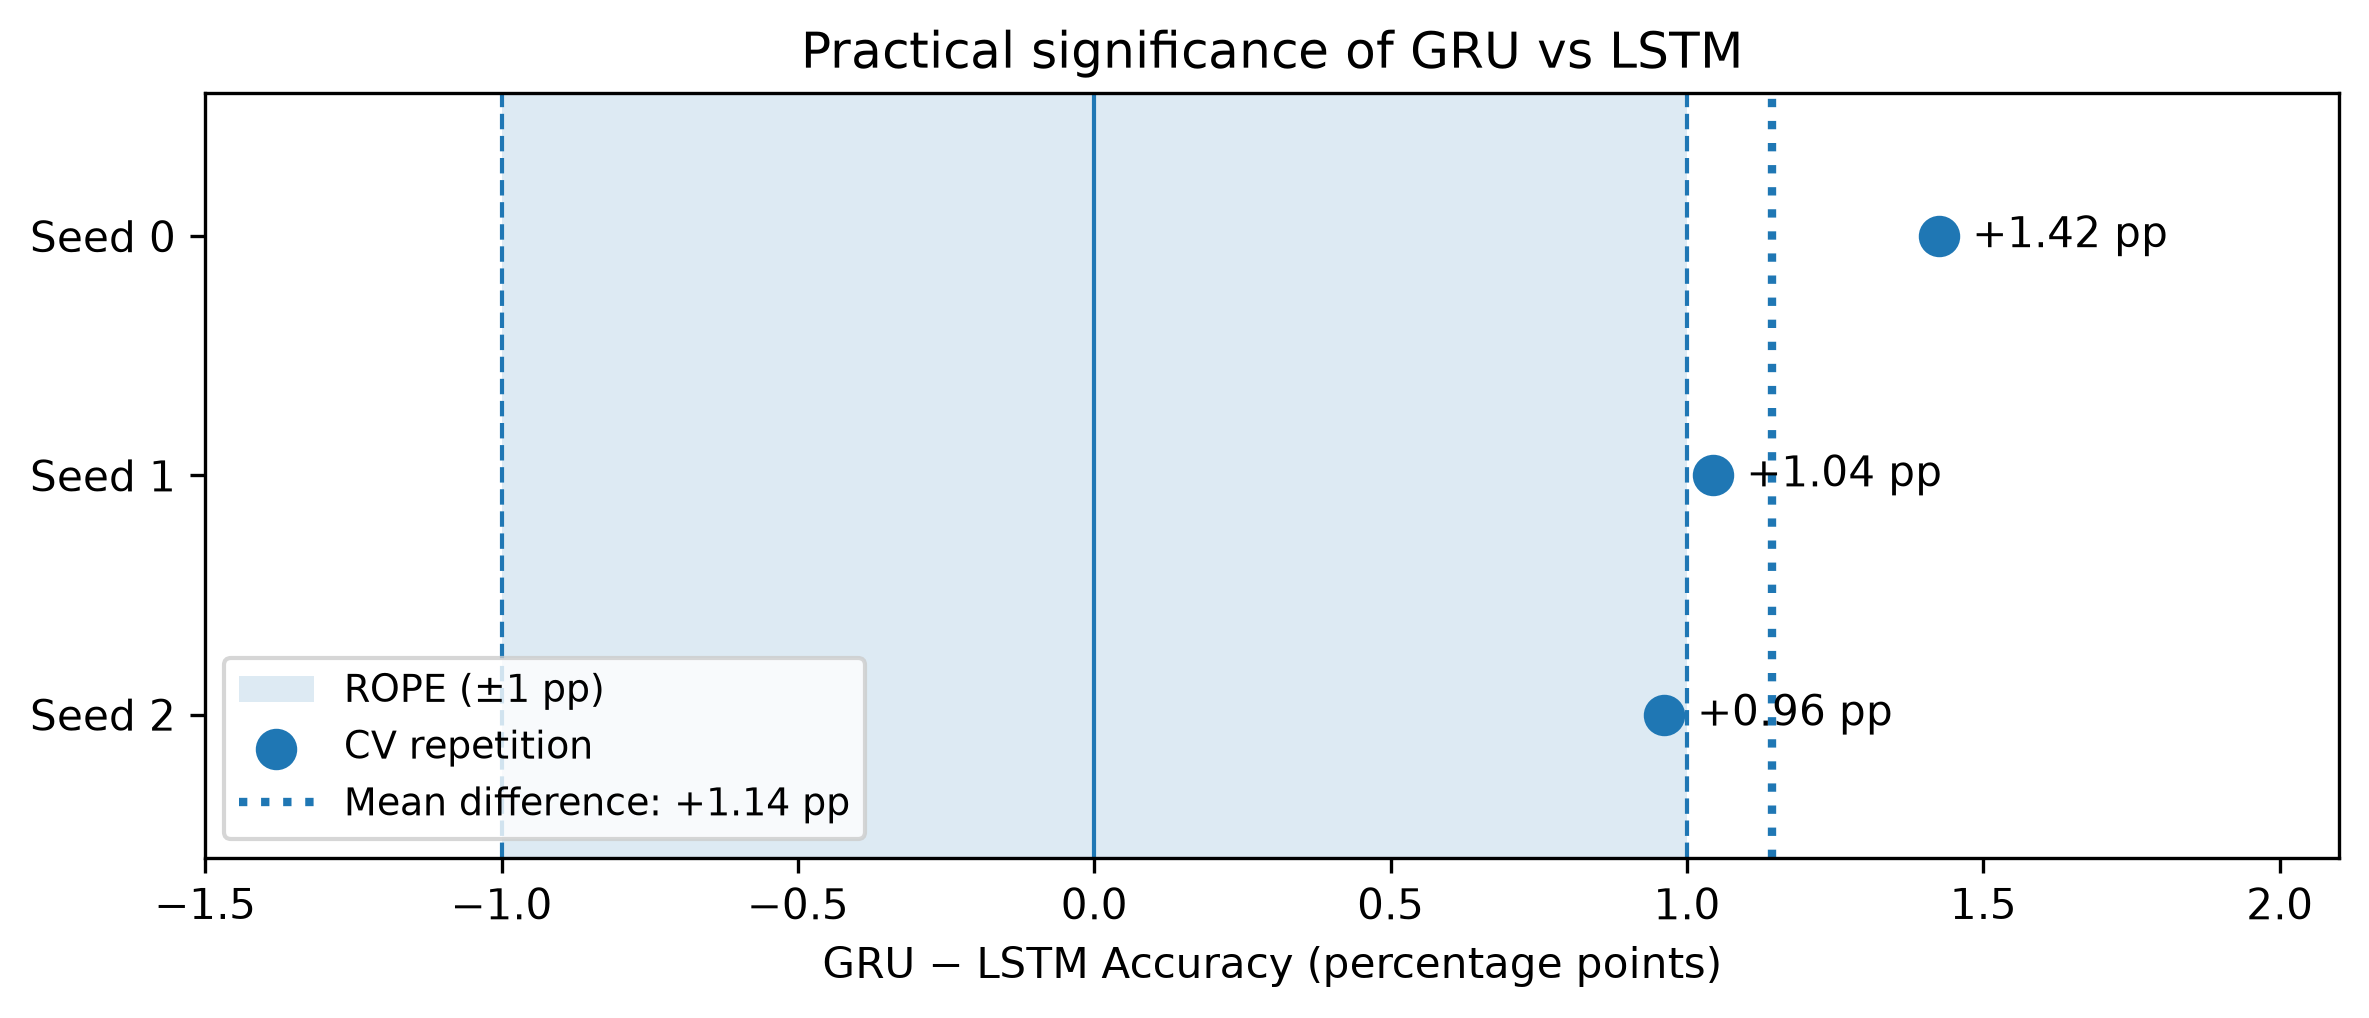 Practical significance of GRU vs LSTM
Seed 0
+1.42 pp
Seed 1
+1.04 pp
Seed 2
+0.96 pp
ROPE (±1 pp)
CV repetition
Mean difference: +1.14 pp
−1.5 −1.0 −0.5 0.0 0.5 1.0 1.5 2.0
GRU − LSTM Accuracy (percentage points)